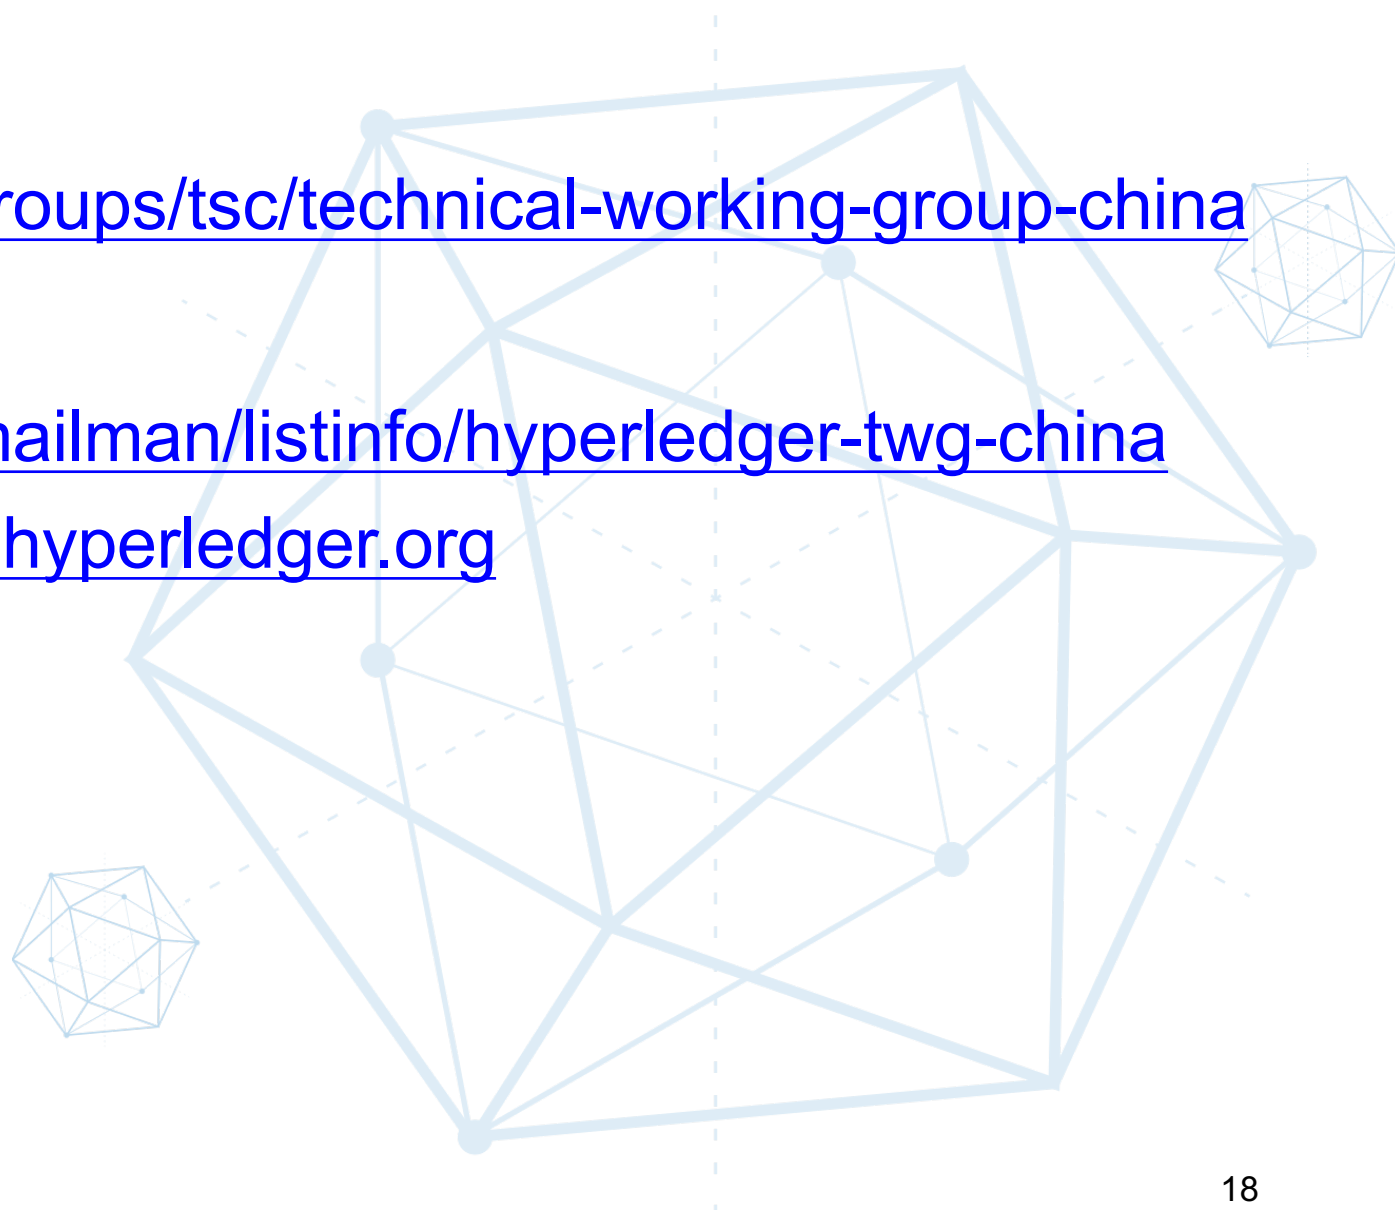 roups/tsc/technical-working-group-china
nailman/listinfo/hyperledger-twg-china
hyperledger.org
18